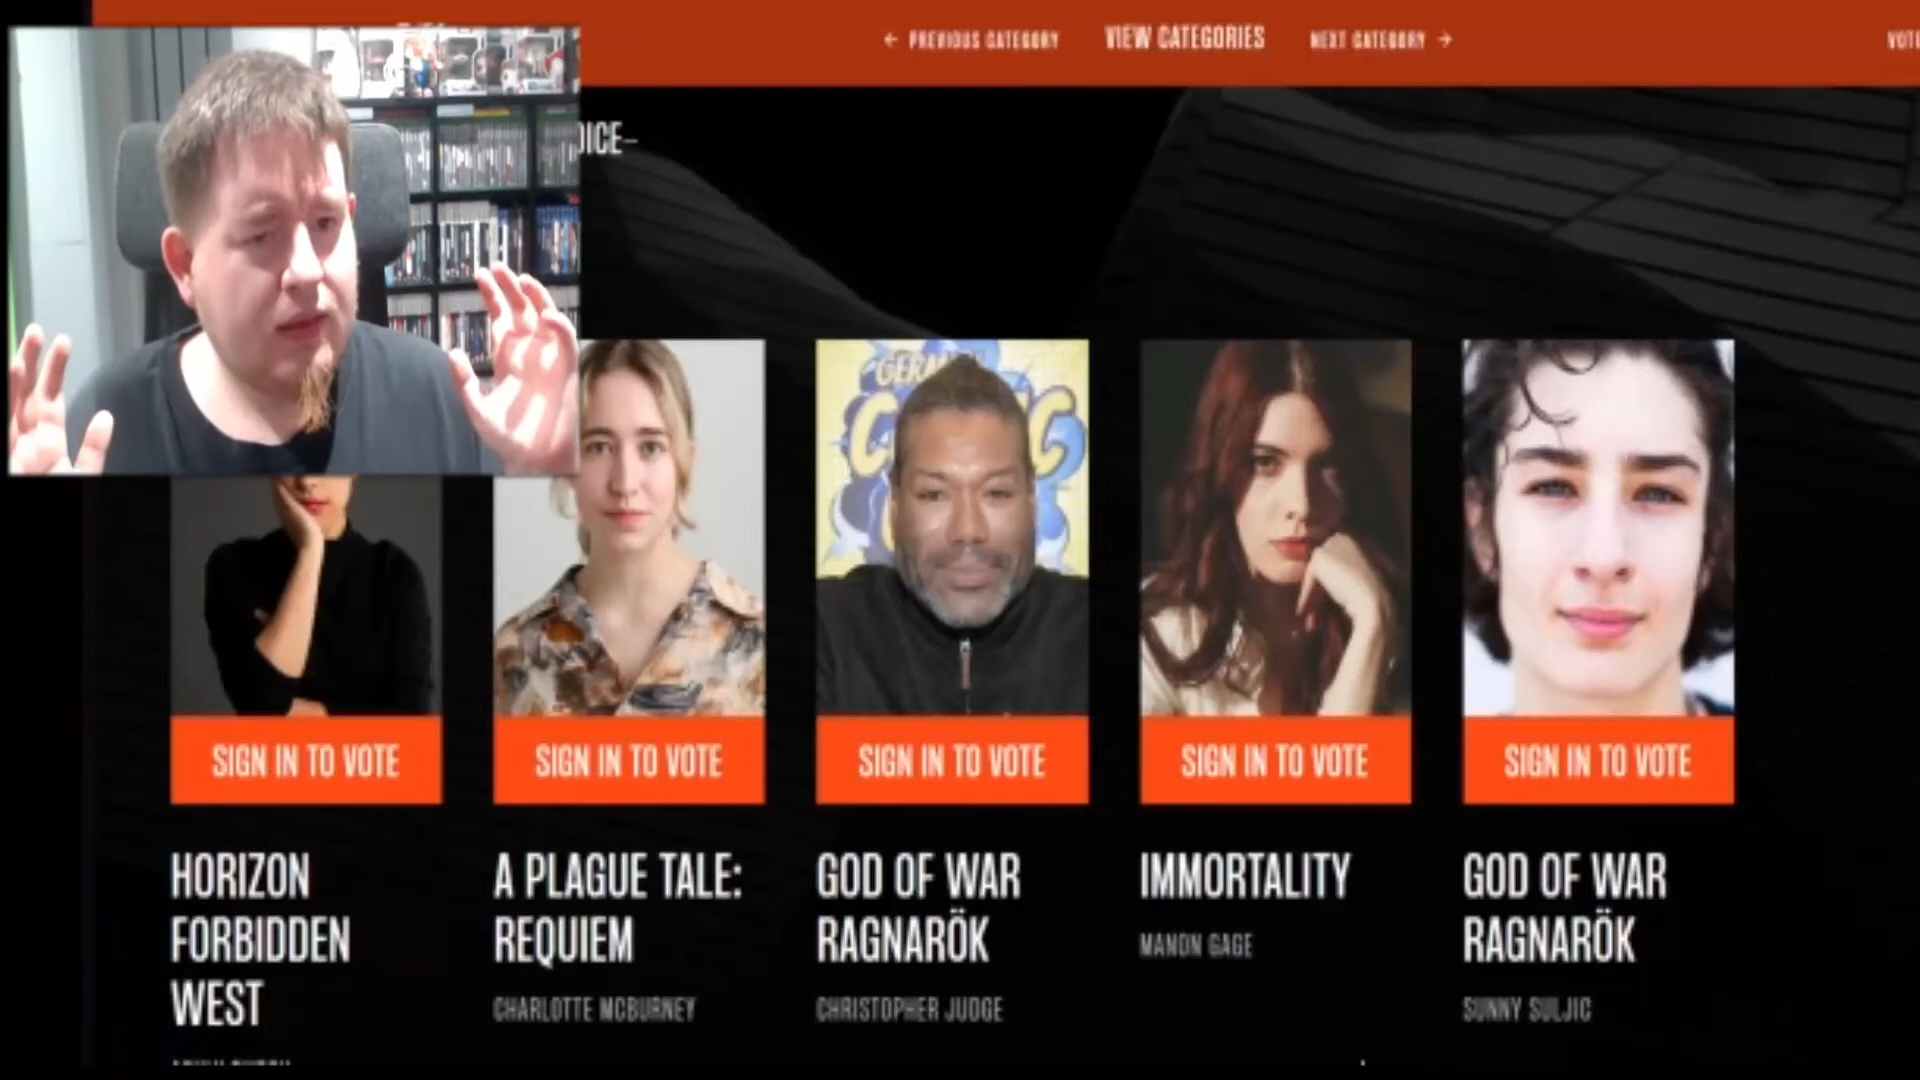 ← PREVIOUS CATEGORY
VIEW CATEGORIES
NEXT CATEGORY →
SIGN IN TO VOTE
SIGN IN TO VOTE
SIGN IN TO VOTE
SIGN IN TO VOTE
SIGN IN TO VOTE
HORIZON
FORBIDDEN
WEST
A PLAGUE TALE:
REQUIEM
CHARLOTTE MCBURNEY
GOD OF WAR
RAGNARÖK
CHRISTOPHER JUDGE
IMMORTALITY
MANON GAGE
GOD OF WAR
RAGNARÖK
SUNNY SULJIC